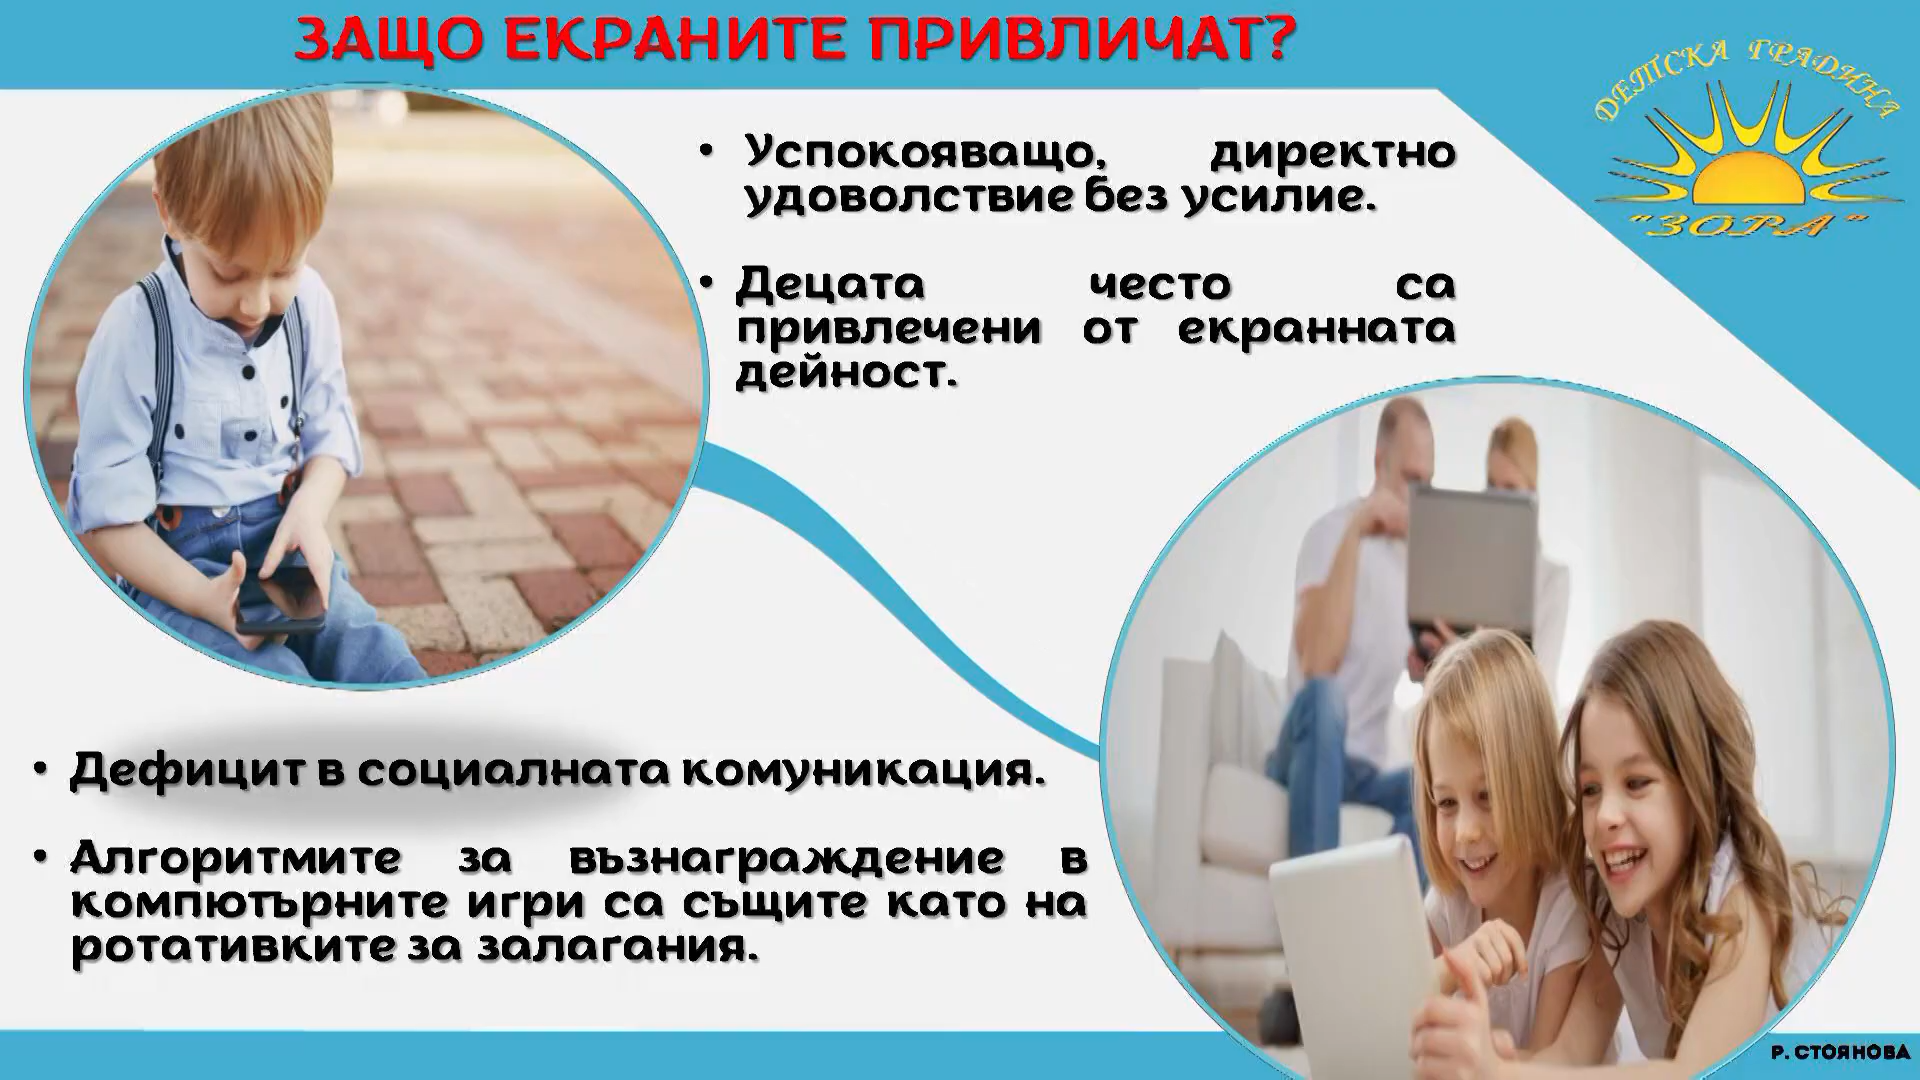 ЗАЩО ЕКРАНИТЕ ПРИВЛИЧАТ?
ДЕТСКА ГРАДИНА
"ЗОРА"
• Успокояващо, директно
удоволствие без усилие.
• Децата често са
привлечени от екранната
дейност.
• Дефицит в социалната комуникация.
• Алгоритмите за възнаграждение в
компютърните игри са същите като на
ротативките за залагания.
Р. СТОЯНОВА